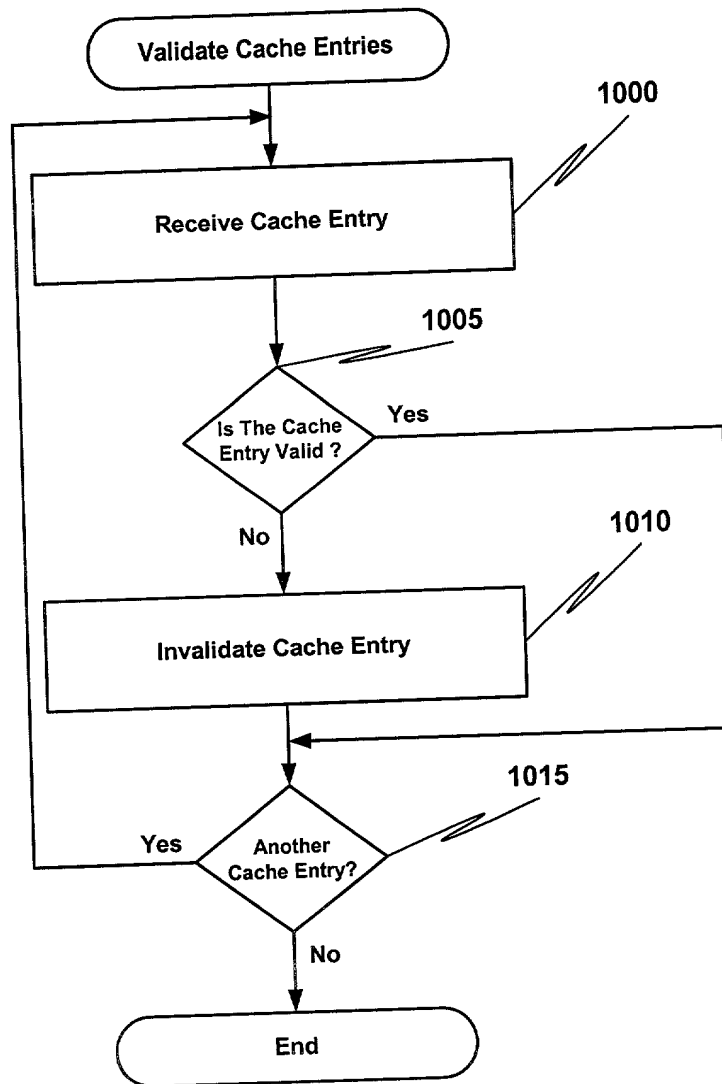 Validate Cache Entries
1000
Receive Cache Entry
1005
Is The Cache
Entry Valid ?
Yes
No
1010
Invalidate Cache Entry
1015
Another
Cache Entry?
Yes
No
End